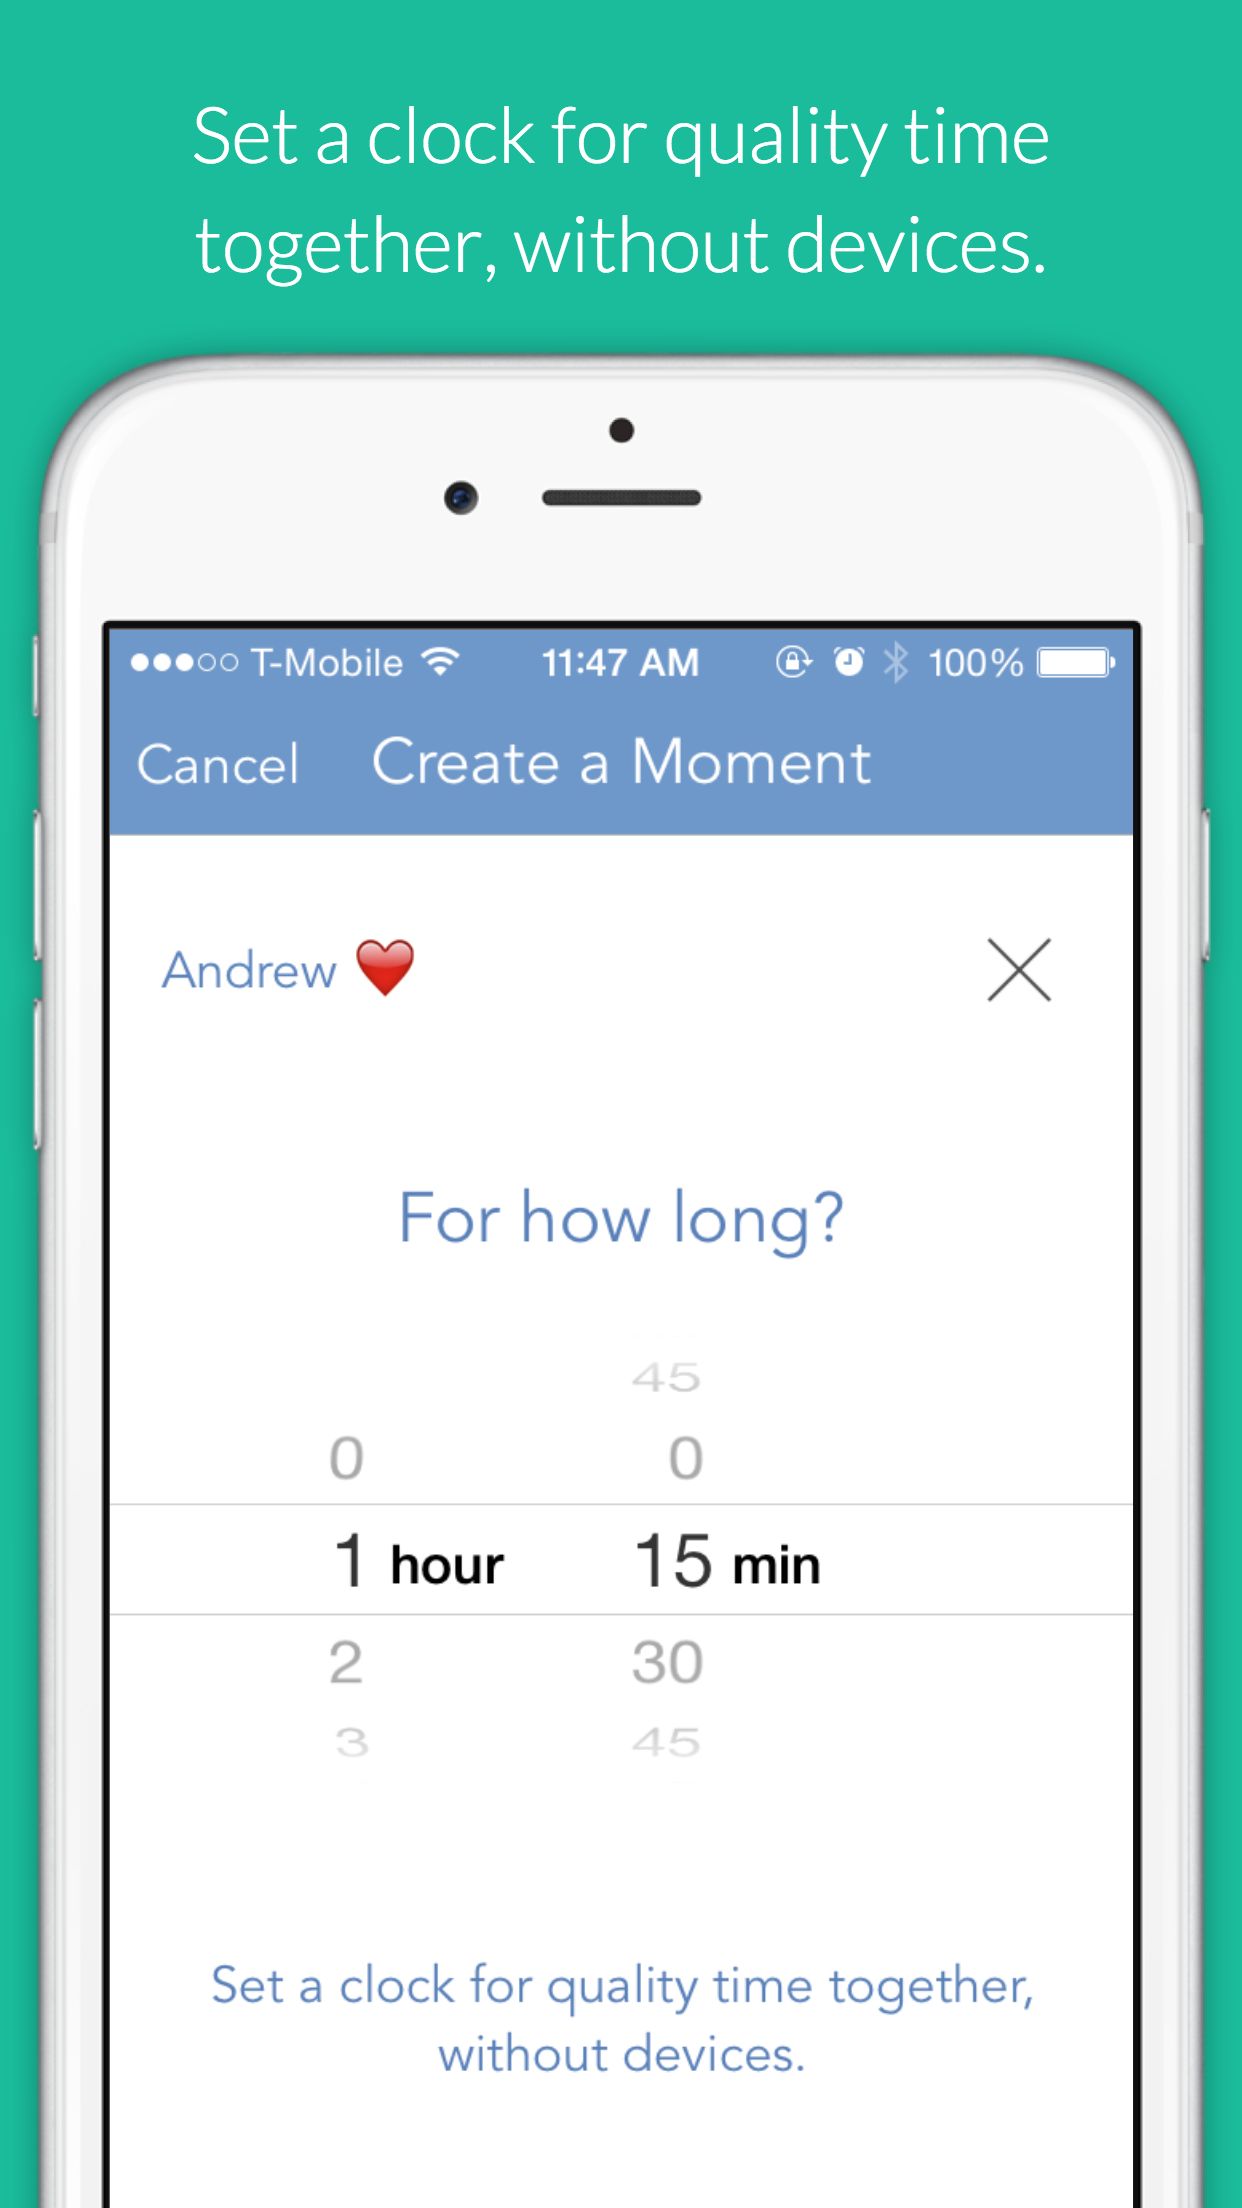 Set a clock for quality time
together, without devices.
T-Mobile 11:47 AM 100%
Cancel Create a Moment
Andrew ❤️
For how long?
45
0 0
1 hour 15 min
2 30
3 45
Set a clock for quality time together,
without devices.